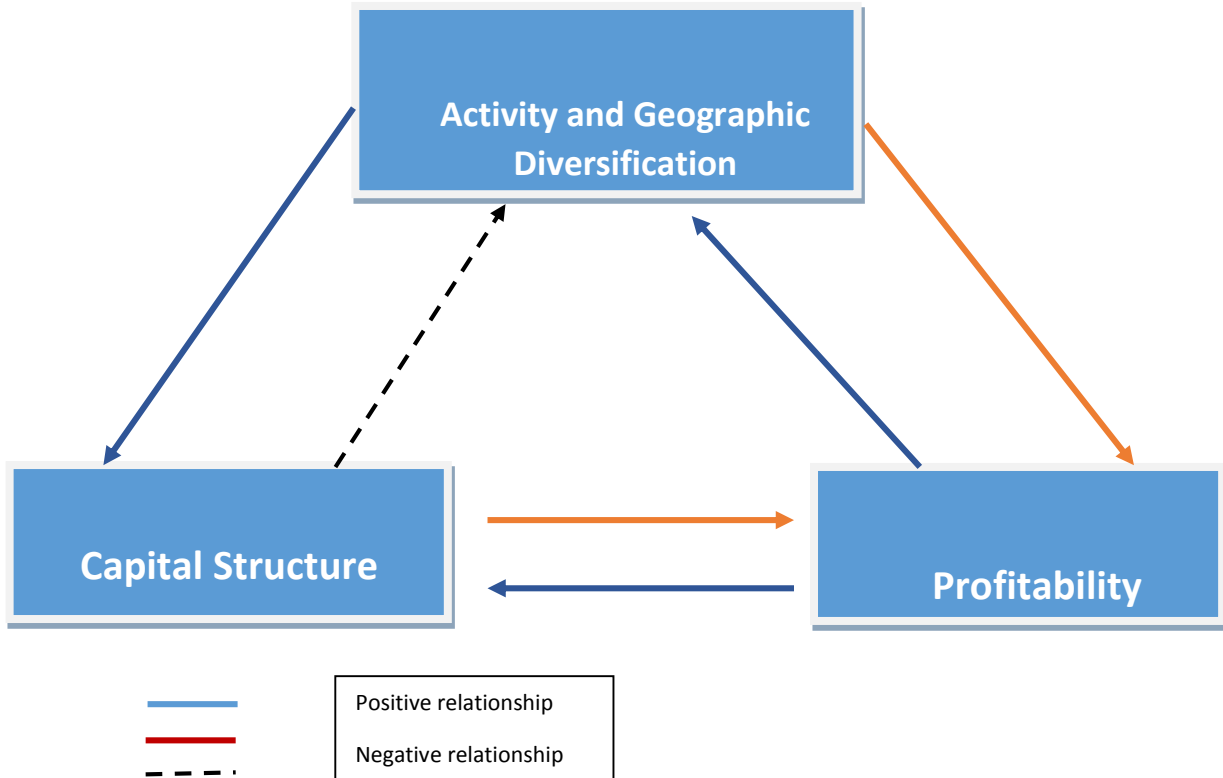 Activity and Geographic
Diversification
Capital Structure
Profitability
Positive relationship
Negative relationship